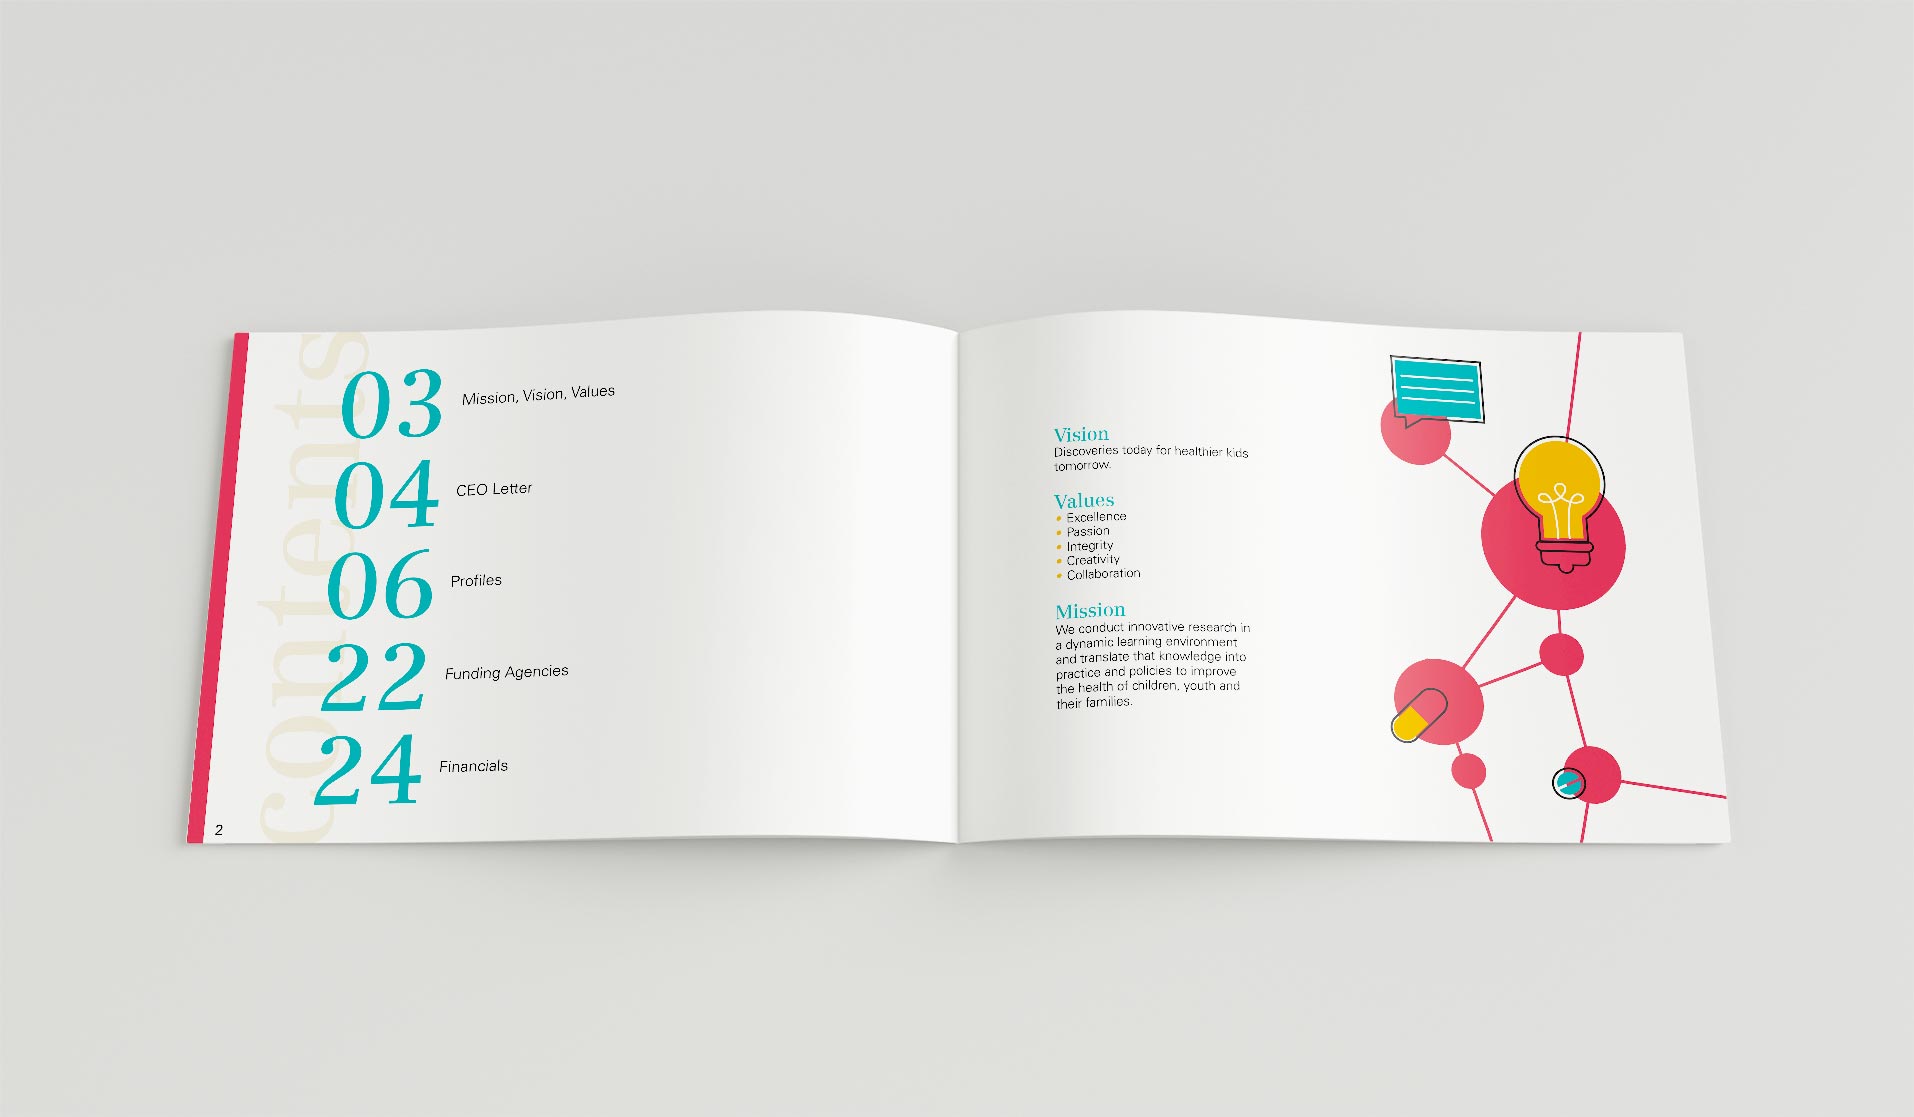 contents
03 Mission, Vision, Values
04 CEO Letter
06 Profiles
22 Funding Agencies
24 Financials
2
Vision
Discoveries today for healthier kids
tomorrow.
Values
• Excellence
• Passion
• Integrity
• Creativity
• Collaboration
Mission
We conduct innovative research in
a dynamic learning environment
and translate that knowledge into
practice and policies to improve
the health of children, youth and
their families.